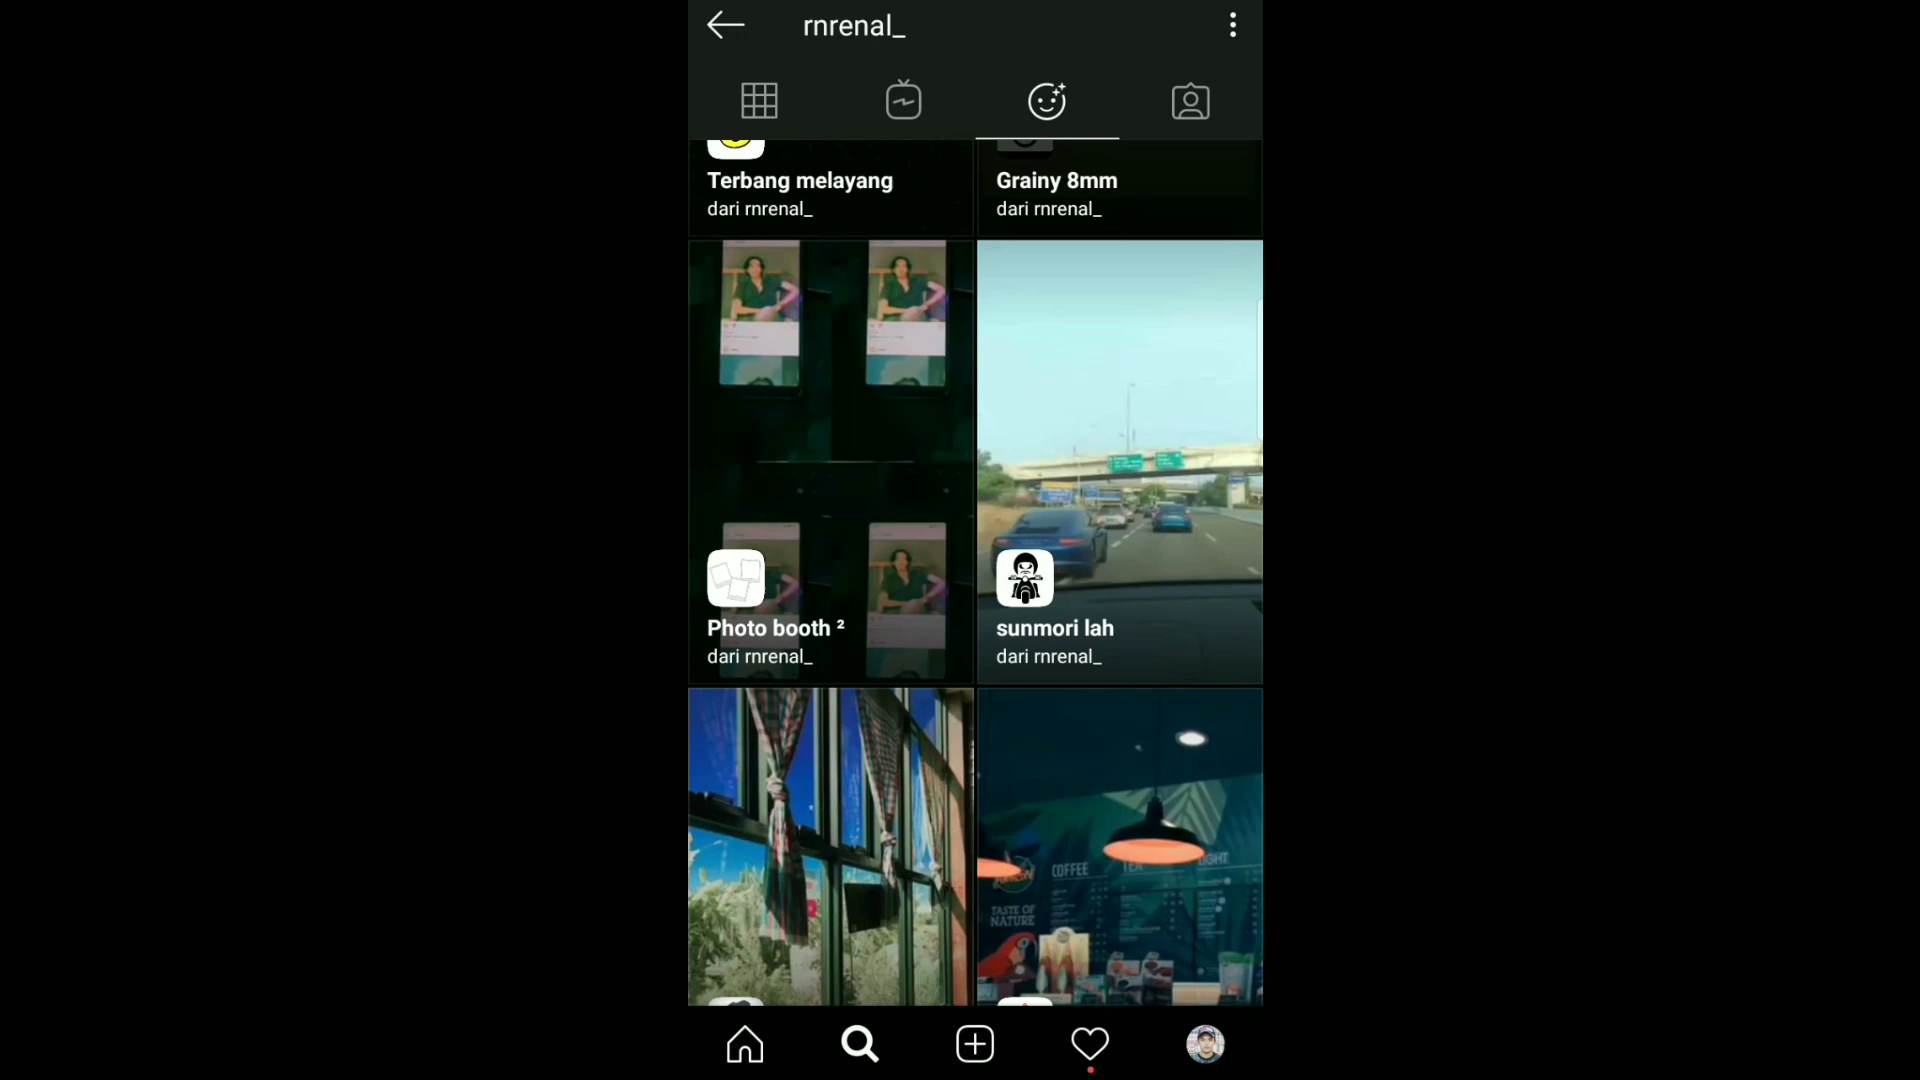 rnrenal_
Terbang melayang
dari rnrenal_
Grainy 8mm
dari rnrenal_
Photo booth ²
dari rnrenal_
sunmori lah
dari rnrenal_
COFFEE
TEA
TASTE OF
NATURE